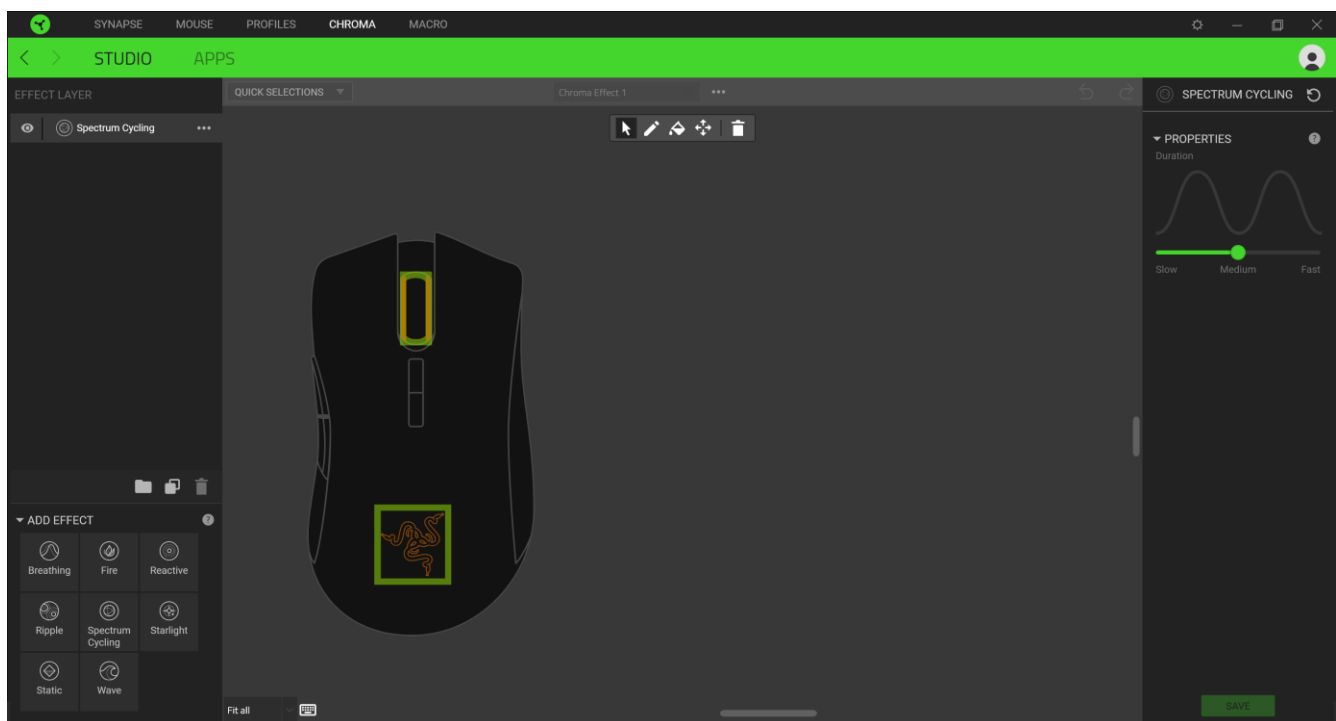 SYNAPSE MOUSE PROFILES CHROMA MACRO
STUDIO APPS
EFFECT LAYER
QUICK SELECTIONS
Chroma Effect 1
SPECTRUM CYCLING
Spectrum Cycling
PROPERTIES
Duration
Slow Medium Fast
ADD EFFECT
Breathing Fire Reactive
Ripple Spectrum Starlight
Cycling
Static Wave
Fit all
SAVE